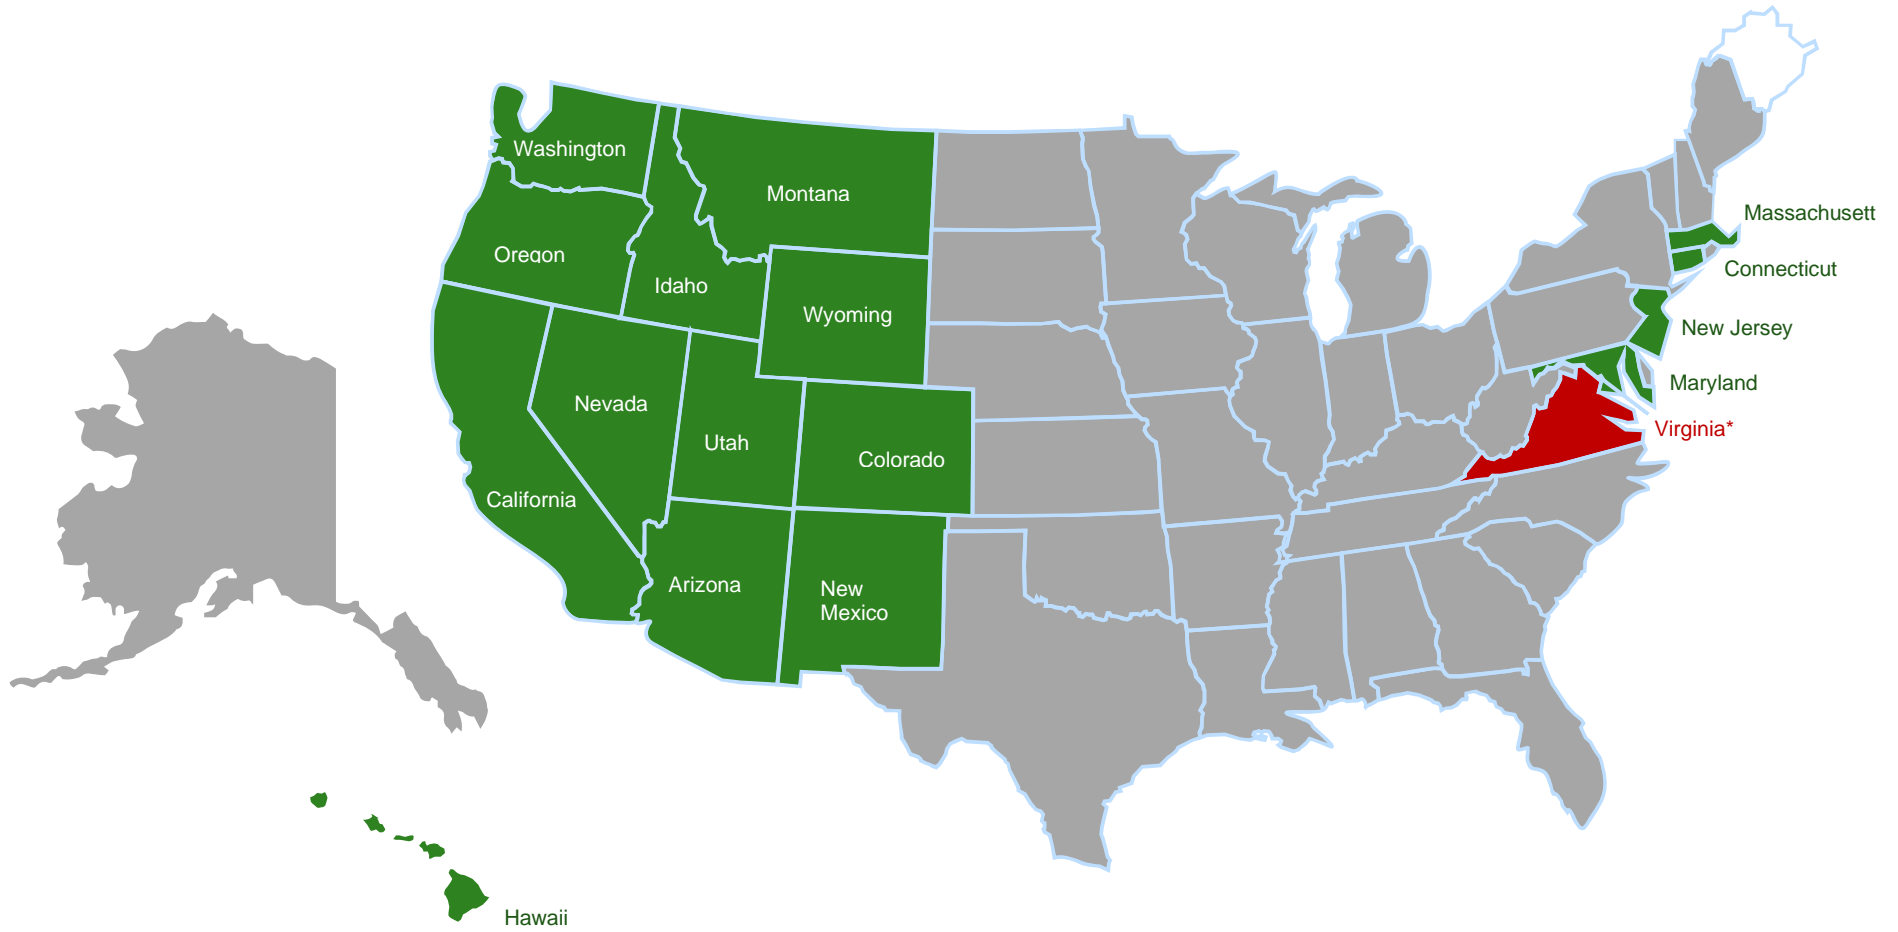 Washington
Montana
Massachusett
Oregon
Connecticut
Idaho
Wyoming
New Jersey
Maryland
Nevada
Virginia*
Utah
Colorado
California
Arizona
New
Mexico
Hawaii